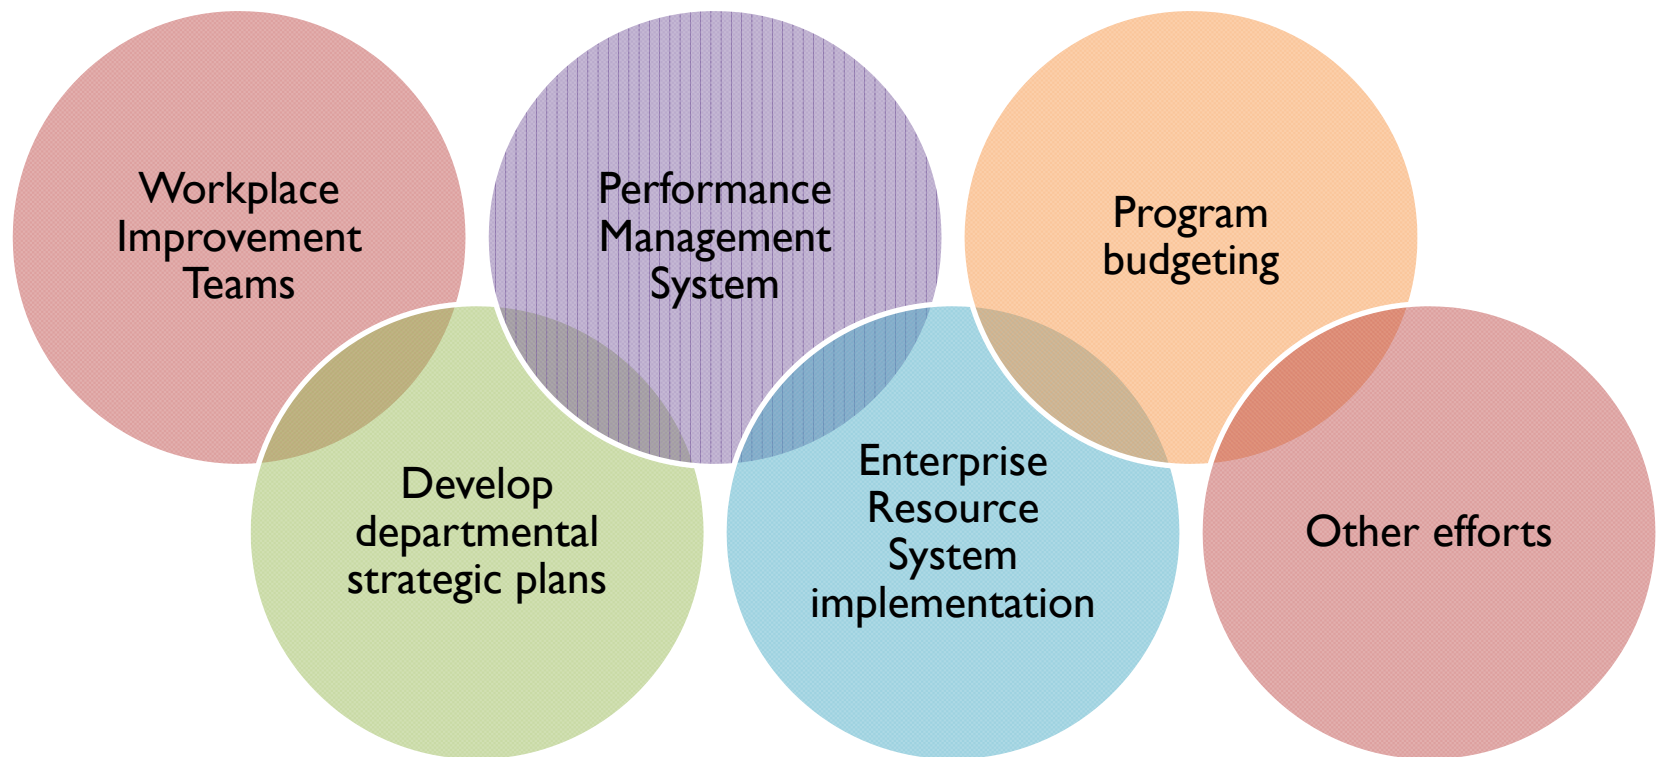 Workplace
Improvement
Teams
Develop
departmental
strategic plans
Performance
Management
System
Enterprise
Resource
System
implementation
Program
budgeting
Other efforts